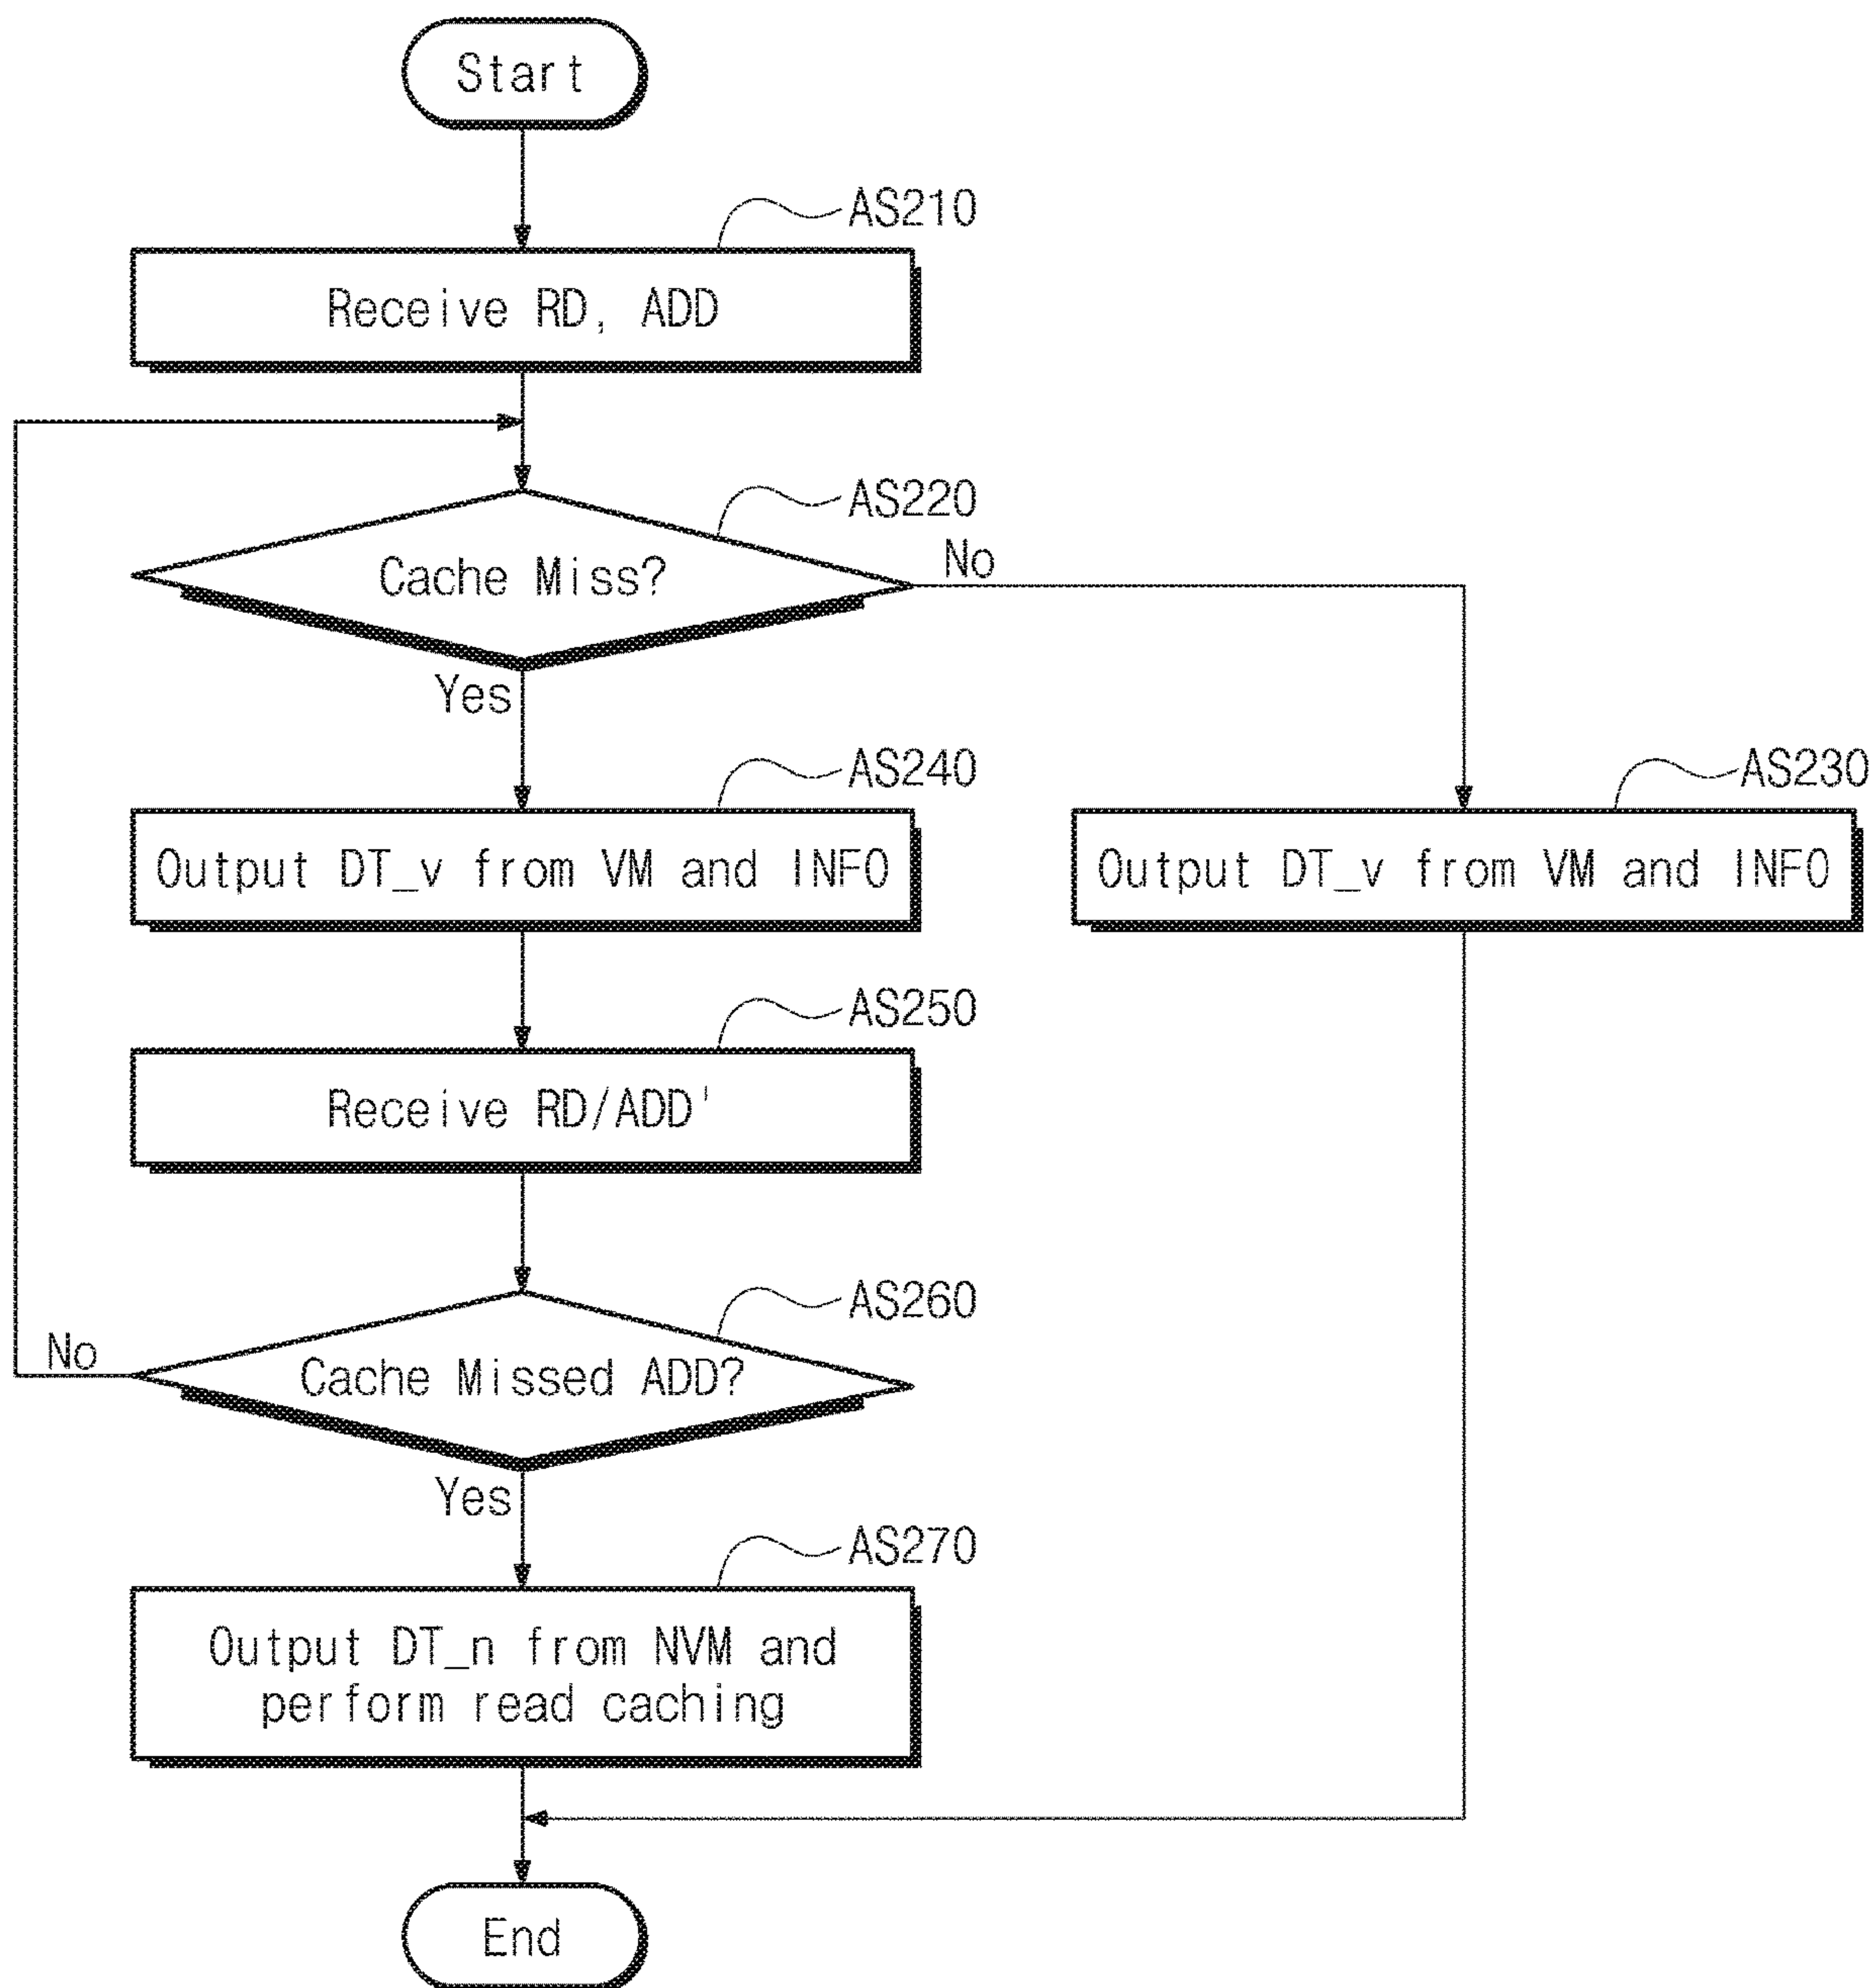 Start
AS210
Receive RD, ADD
AS220
Cache Miss?
No
Yes
AS240
AS230
Output DT_v from VM and INFO
Output DT_v from VM and INFO
AS250
Receive RD/ADD'
AS260
No
Cache Missed ADD?
Yes
AS270
Output DT_n from NVM and
perform read caching
End